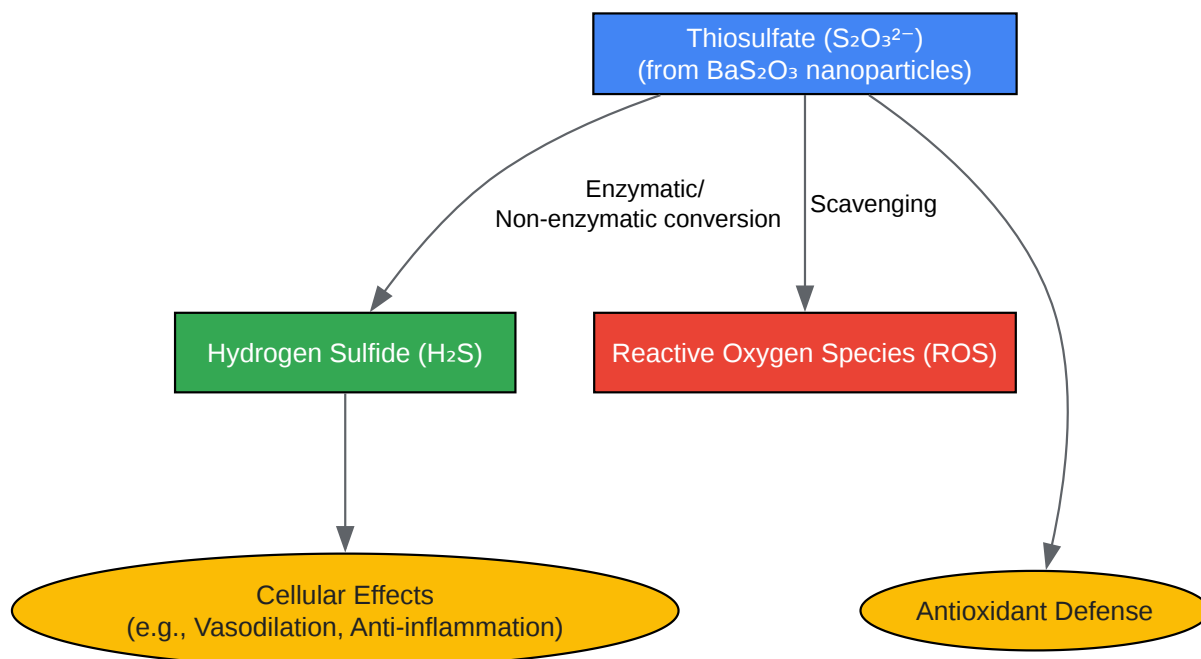 Thiosulfate (S₂O₃²⁻)
(from BaS₂O₃ nanoparticles)
Enzymatic/
Non-enzymatic conversion
Scavenging
Hydrogen Sulfide (H₂S)
Reactive Oxygen Species (ROS)
Cellular Effects
(e.g., Vasodilation, Anti-inflammation)
Antioxidant Defense